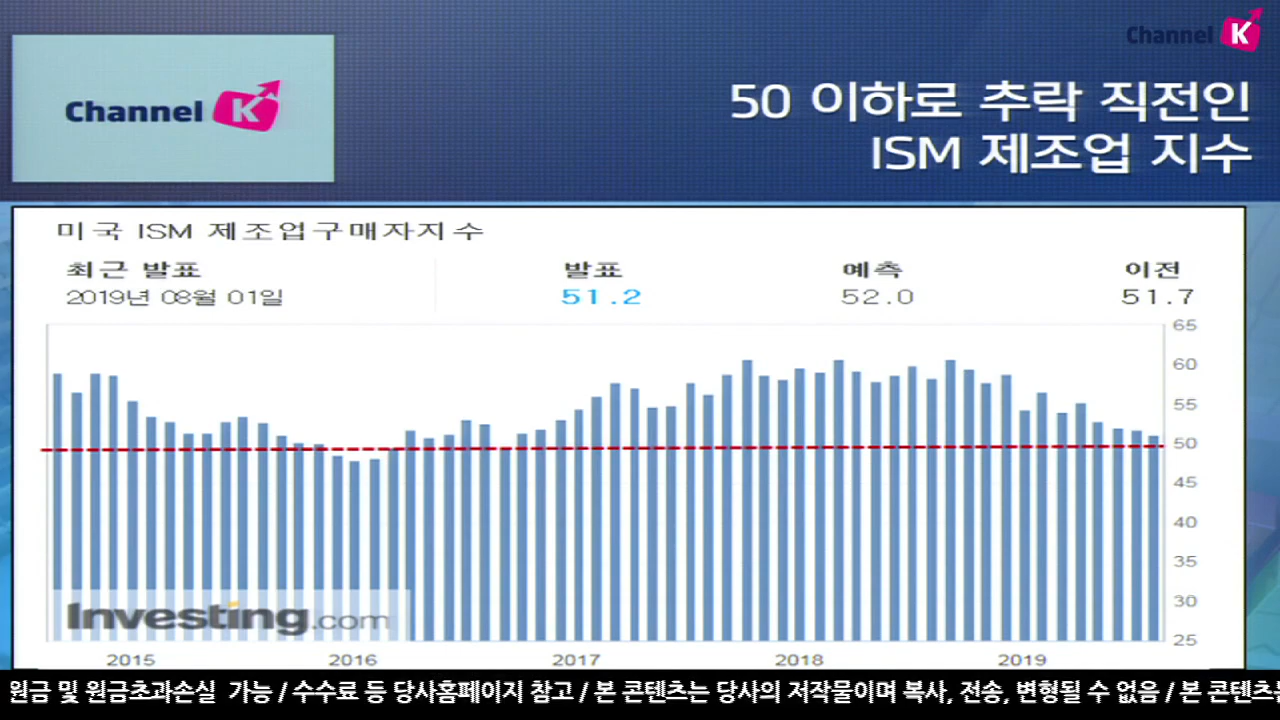 Channel K
Channel K
50 이하로 추락 직전인
ISM 제조업 지수
미국 ISM 제조업구매자지수
최근 발표 발표 예측 이전
2019년 08월 01일 51.2 52.0 51.7
65
60
55
50
45
40
35
30
25
Investing.com
2015 2016 2017 2018 2019
원금 및 원금초과손실 가능 / 수수료 등 당사홈페이지 참고 / 본 콘텐츠는 당사의 저작물이며 복사, 전송, 변형될 수 없음 / 본 콘텐츠는